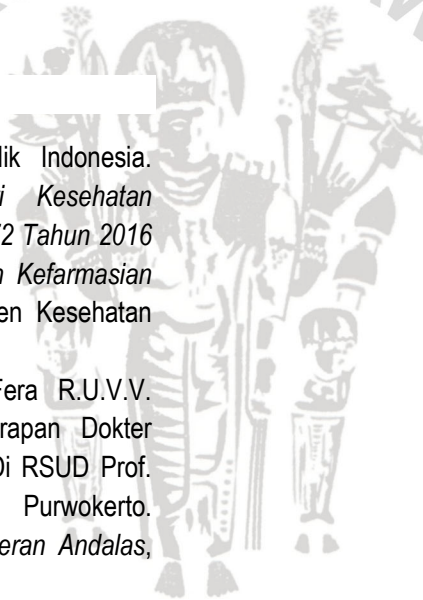 lik Indonesia.
i Kesehatan
2 Tahun 2016
Kefarmasian
en Kesehatan
Fera R.U.V.V.
rapan Dokter
Di RSUD Prof.
Purwokerto.
eran Andalas,